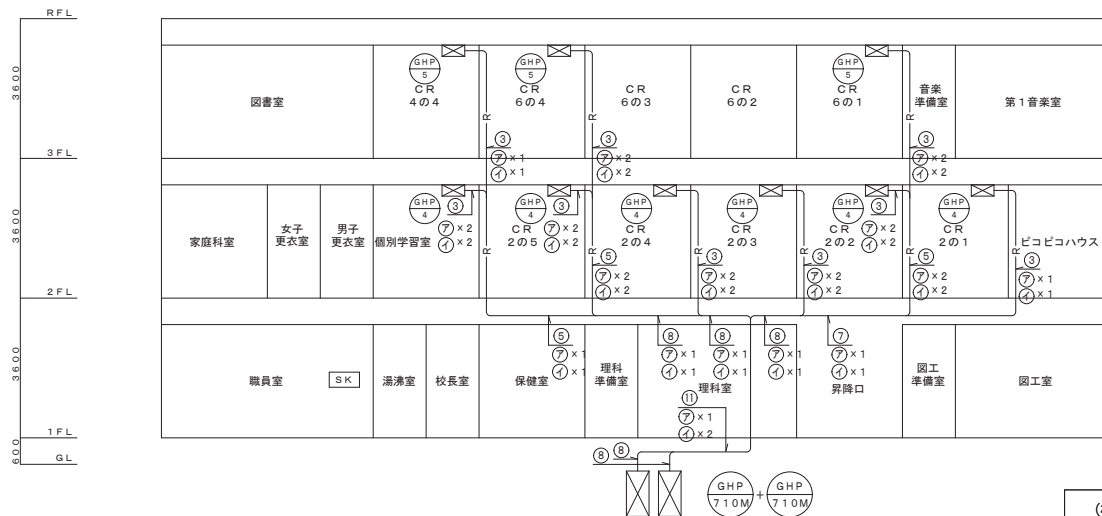 RFL
3600
GHP
5
GHP
5
GHP
5
図書室
CR
4の4
CR
6の4
CR
6の3
CR
6の2
CR
6の1
音楽
準備室
第1音楽室
R
R
R
③
㋐×1
㋑×1
③
㋐×2
㋑×2
③
㋐×2
㋑×2
3FL
3600
GHP
4
GHP
4
GHP
4
GHP
4
GHP
4
GHP
4
家庭科室
女子
更衣室
男子
更衣室
個別学習室
CR
2の5
CR
2の4
CR
2の3
CR
2の2
CR
2の1
ピコピコハウス
③
㋐×2
㋑×2
③
㋐×2
㋑×2
③
㋐×2
㋑×2
R
R
R
R
R
R
⑤
㋐×2
㋑×2
③
㋐×2
㋑×2
③
㋐×2
㋑×2
⑤
㋐×2
㋑×2
③
㋐×1
㋑×1
2FL
3600
⑤
㋐×1
㋑×1
⑧
㋐×1
㋑×1
⑧
㋐×1
㋑×1
⑧
㋐×1
㋑×1
⑦
㋐×1
㋑×1
職員室
SK
湯沸室
校長室
保健室
理科
準備室
理科室
昇降口
図工
準備室
図工室
⑪
㋐×1
㋑×2
1FL
600
GL
⑧
⑧
GHP
710M
+
GHP
710M